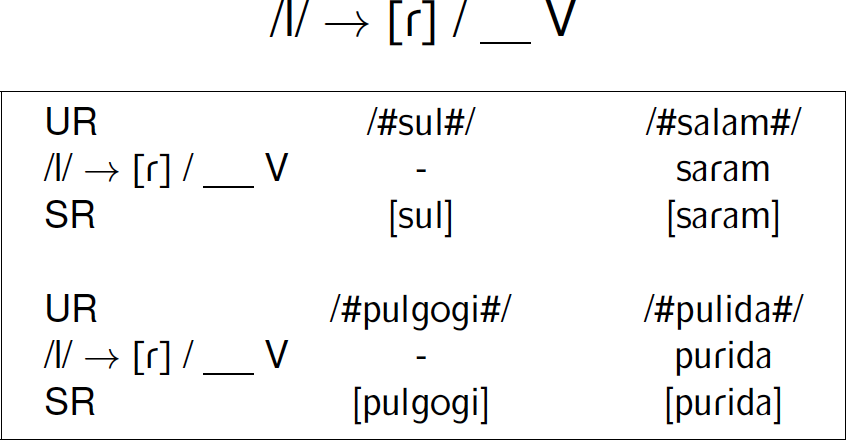 /l/ → [ɾ] / __ V
UR /#sul#/ /#salam#/
/l/ → [ɾ] / __ V - saɾam
SR [sul] [saɾam]
UR /#pulgogi#/ /#pulida#/
/l/ → [ɾ] / __ V - puɾida
SR [pulgogi] [puɾida]